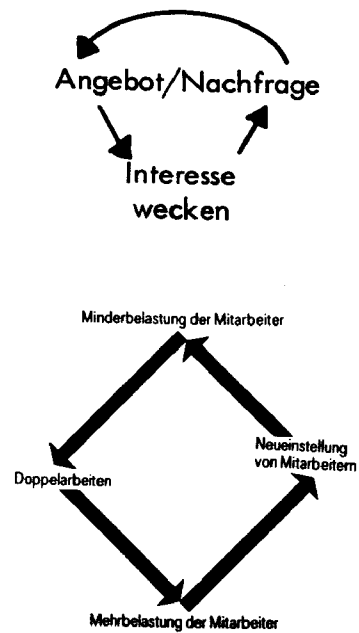 Angebot/Nachfrage
Interesse
wecken
Minderbelastung der Mitarbeiter
Neueinstellung
von Mitarbeitern
Doppelarbeiten
Mehrbelastung der Mitarbeiter